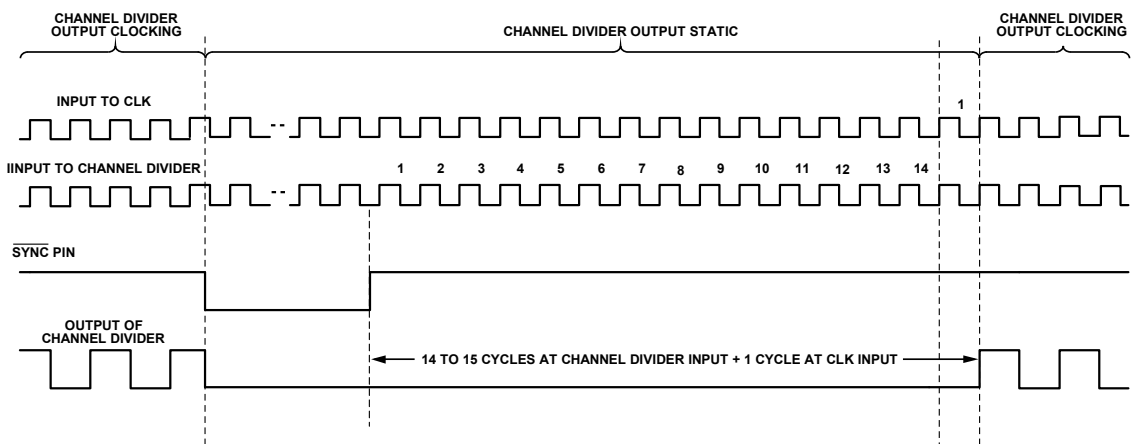 CHANNEL DIVIDER
OUTPUT CLOCKING
CHANNEL DIVIDER OUTPUT STATIC
CHANNEL DIVIDER
OUTPUT CLOCKING
INPUT TO CLK
1
IINPUT TO CHANNEL DIVIDER
1 2 3 4 5 6 7 8 9 10 11 12 13 14
SYNC PIN
OUTPUT OF
CHANNEL DIVIDER
14 TO 15 CYCLES AT CHANNEL DIVIDER INPUT + 1 CYCLE AT CLK INPUT